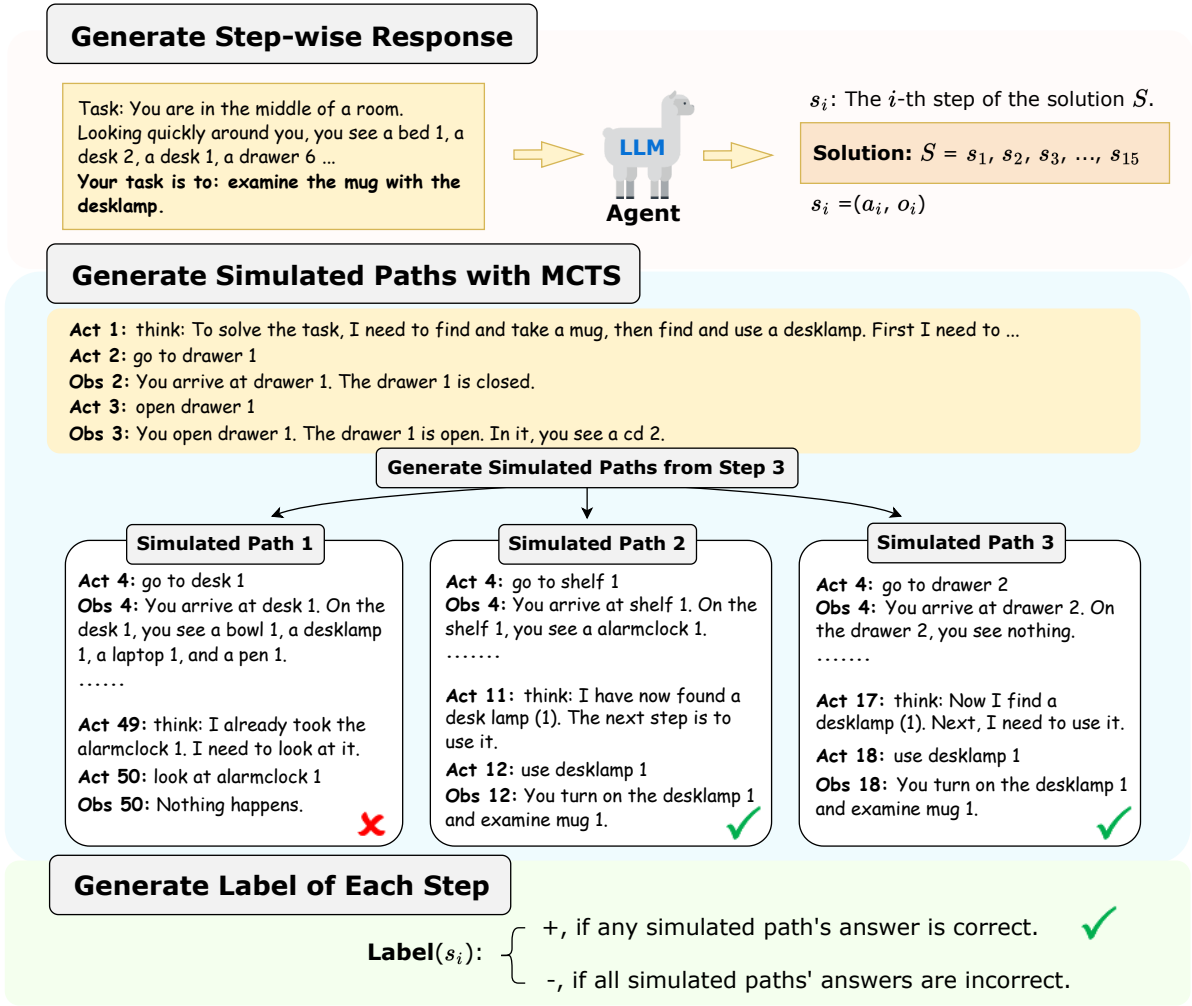 Generate Step-wise Response
Task: You are in the middle of a room.
Looking quickly around you, you see a bed 1, a
desk 2, a desk 1, a drawer 6 ...
Your task is to: examine the mug with the
desklamp.
LLM
Agent
s_i: The i-th step of the solution S.
Solution: S = s_1, s_2, s_3, ..., s_15
s_i =(a_i, o_i)
Generate Simulated Paths with MCTS
Act 1: think: To solve the task, I need to find and take a mug, then find and use a desklamp. First I need to ...
Act 2: go to drawer 1
Obs 2: You arrive at drawer 1. The drawer 1 is closed.
Act 3: open drawer 1
Obs 3: You open drawer 1. The drawer 1 is open. In it, you see a cd 2.
Generate Simulated Paths from Step 3
Simulated Path 1
Act 4: go to desk 1
Obs 4: You arrive at desk 1. On the
desk 1, you see a bowl 1, a desklamp
1, a laptop 1, and a pen 1.
......
Act 49: think: I already took the
alarmclock 1. I need to look at it.
Act 50: look at alarmclock 1
Obs 50: Nothing happens.
Simulated Path 2
Act 4: go to shelf 1
Obs 4: You arrive at shelf 1. On the
shelf 1, you see a alarmclock 1.
.......
Act 11: think: I have now found a
desk lamp (1). The next step is to
use it.
Act 12: use desklamp 1
Obs 12: You turn on the desklamp 1
and examine mug 1.
Simulated Path 3
Act 4: go to drawer 2
Obs 4: You arrive at drawer 2. On
the drawer 2, you see nothing.
.......
Act 17: think: Now I find a
desklamp (1). Next, I need to use it.
Act 18: use desklamp 1
Obs 18: You turn on the desklamp 1
and examine mug 1.
Generate Label of Each Step
Label(s_i):
+, if any simulated path's answer is correct.
-, if all simulated paths' answers are incorrect.